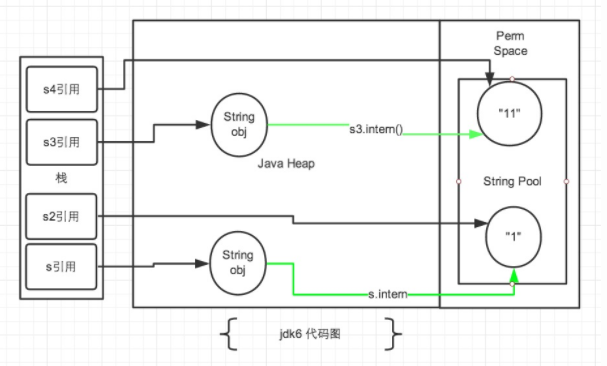 Perm
Space
s4引用
String
obj
"11"
s3引用
s3.intern()
Java Heap
栈
String Pool
s2引用
"1"
s引用
String
obj
s.intern
jdk6 代码图